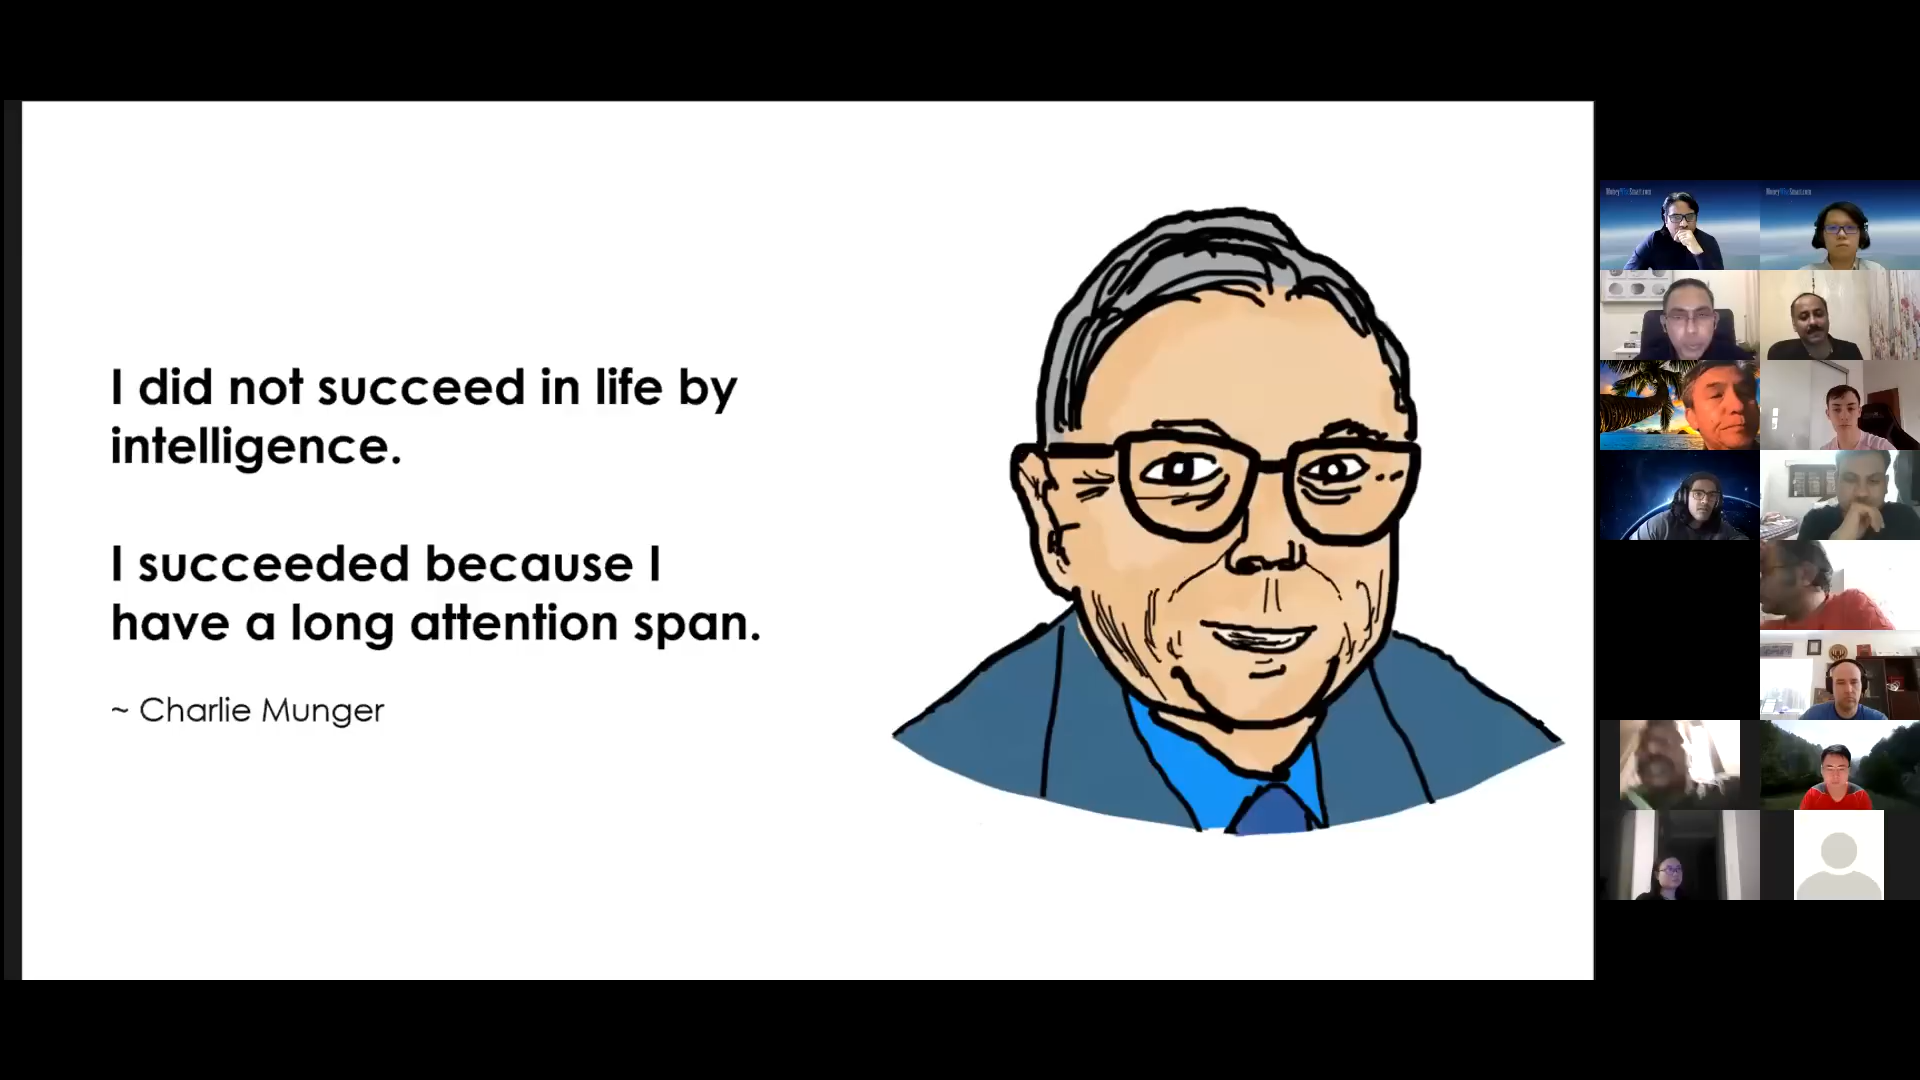 I did not succeed in life by
intelligence.
I succeeded because I
have a long attention span.
~ Charlie Munger